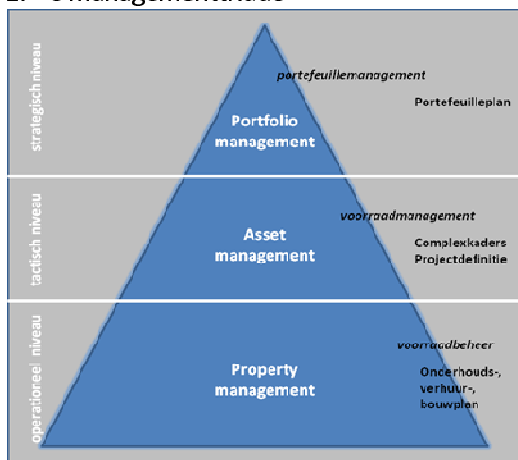 strategisch niveau
portefeuillemanagement
Portefeuilleplan
Portfolio
management
tactisch niveau
voorraadmanagement
Asset
management
Complexkaders
Projectdefinitie
operationeel niveau
voorraadbeheer
Property
management
Onderhouds-,
verhuur-,
bouwplan